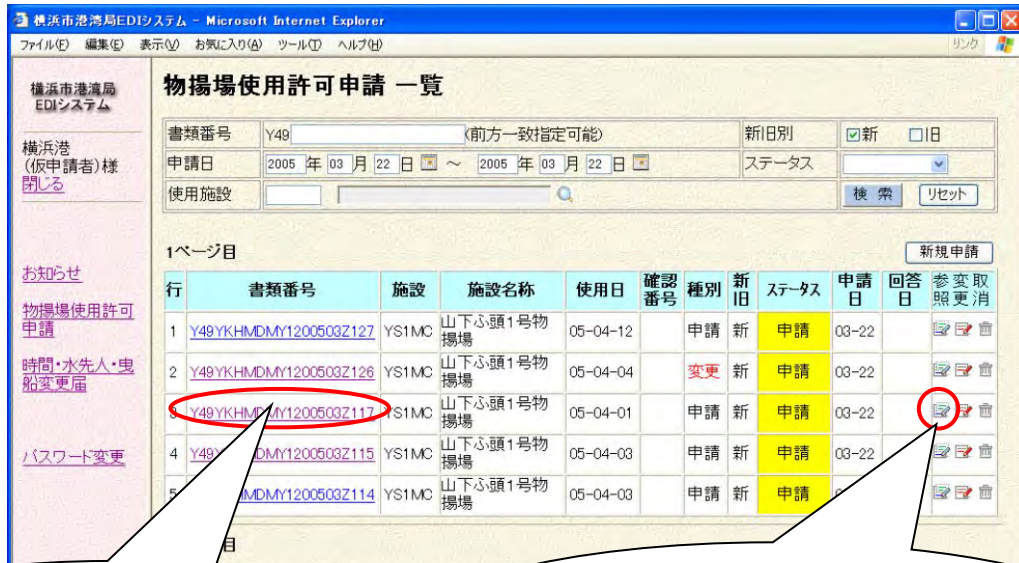 横浜市港湾局EDIシステム - Microsoft Internet Explorer
ファイル(F) 編集(E) 表示(V) お気に入り(A) ツール(T) ヘルプ(H) リンク
横浜市港湾局
EDIシステム
横浜港
(仮申請者)様
閉じる
お知らせ
物揚場使用許可
申請
時間・水先人・曳
船変更届
パスワード変更
物揚場使用許可申請 一覧
書類番号 Y49 (前方一致指定可能) 新旧別 新 旧
申請日 2005 年 03 月 22 日 ～ 2005 年 03 月 22 日 ステータス
使用施設 検 索 リセット
1ページ目 新規申請
行 書類番号 施設 施設名称 使用日 確認番号 種別 新旧 ステータス 申請日 回答日 参照 変更 取消
1 Y49YKHMDMY1200503Z127 YS1MC 山下ふ頭1号物揚場 05-04-12 申請 新 申請 03-22
2 Y49YKHMDMY1200503Z126 YS1MC 山下ふ頭1号物揚場 05-04-04 変更 新 申請 03-22
3 Y49YKHMDMY1200503Z117 YS1MC 山下ふ頭1号物揚場 05-04-01 申請 新 申請 03-22
4 Y49YKHMDMY1200503Z115 YS1MC 山下ふ頭1号物揚場 05-04-03 申請 新 申請 03-22
HMDMY1200503Z114 YS1MC 山下ふ頭1号物揚場 05-04-03 申請 新 申請
目